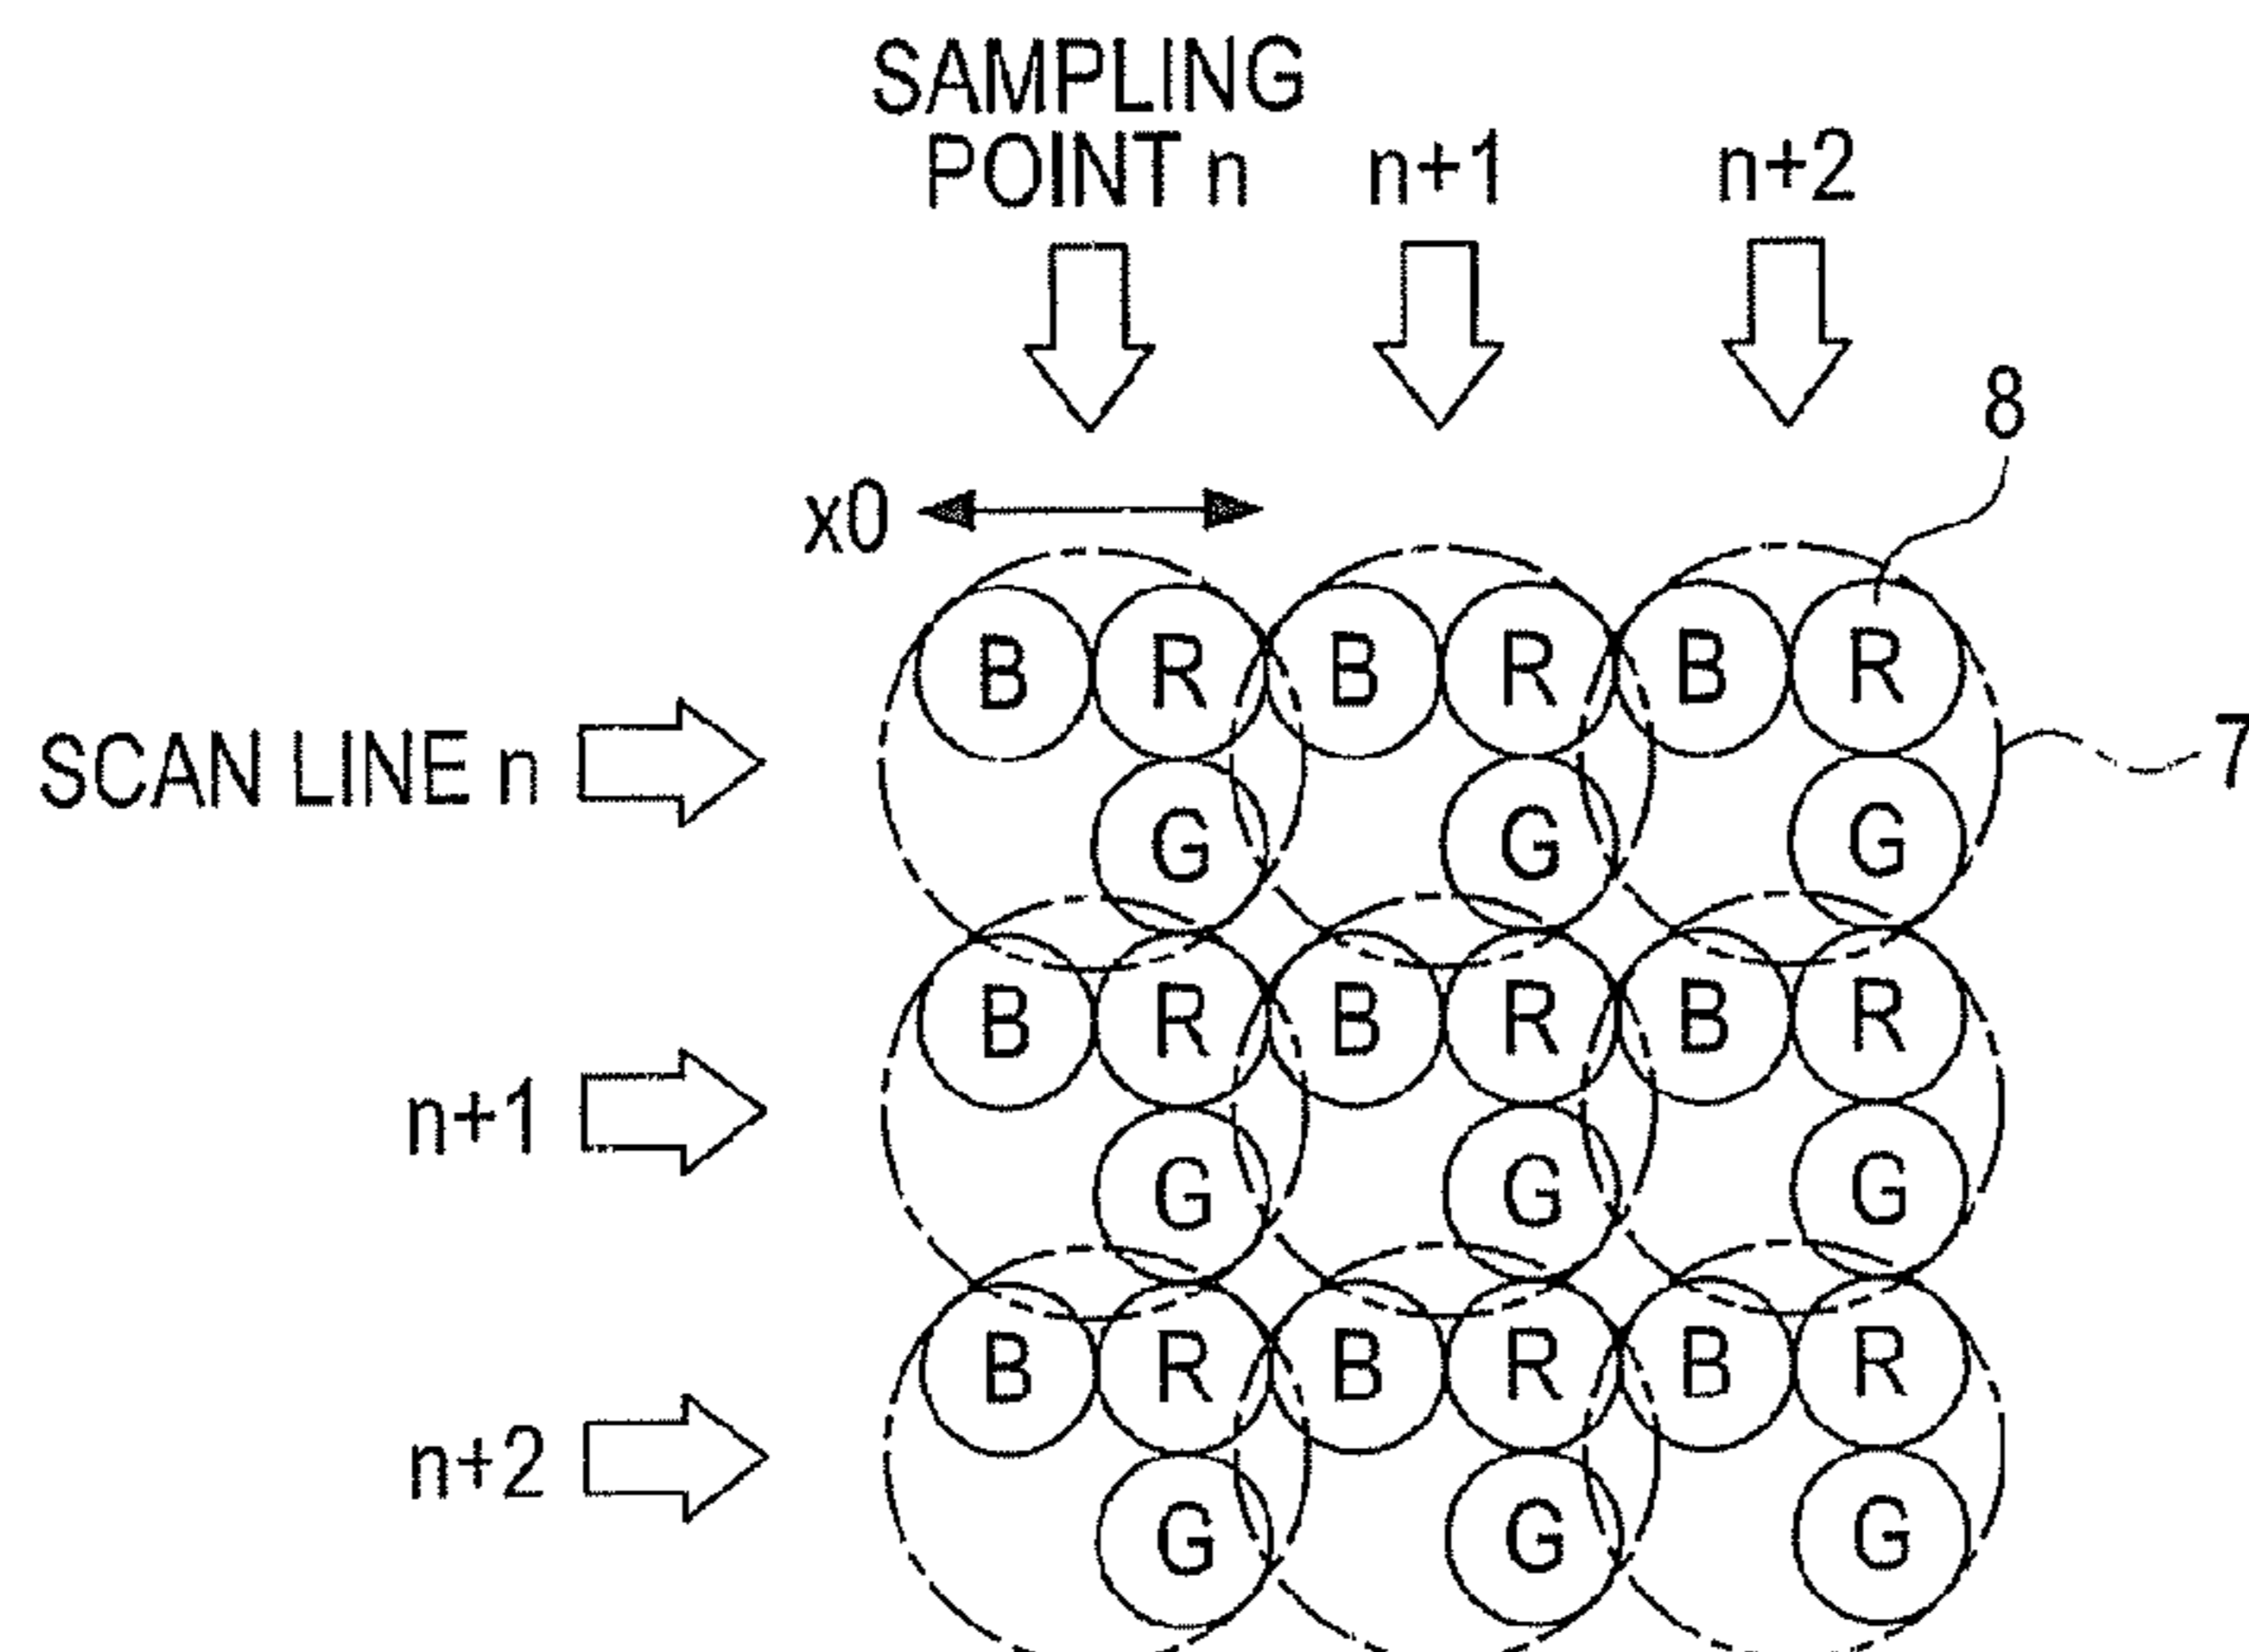 SAMPLING
POINT n n+1 n+2
8
x0
B R B R B R
7
SCAN LINE n
G G G
B R B R B R
n+1
G G G
B R B R B R
n+2
G G G